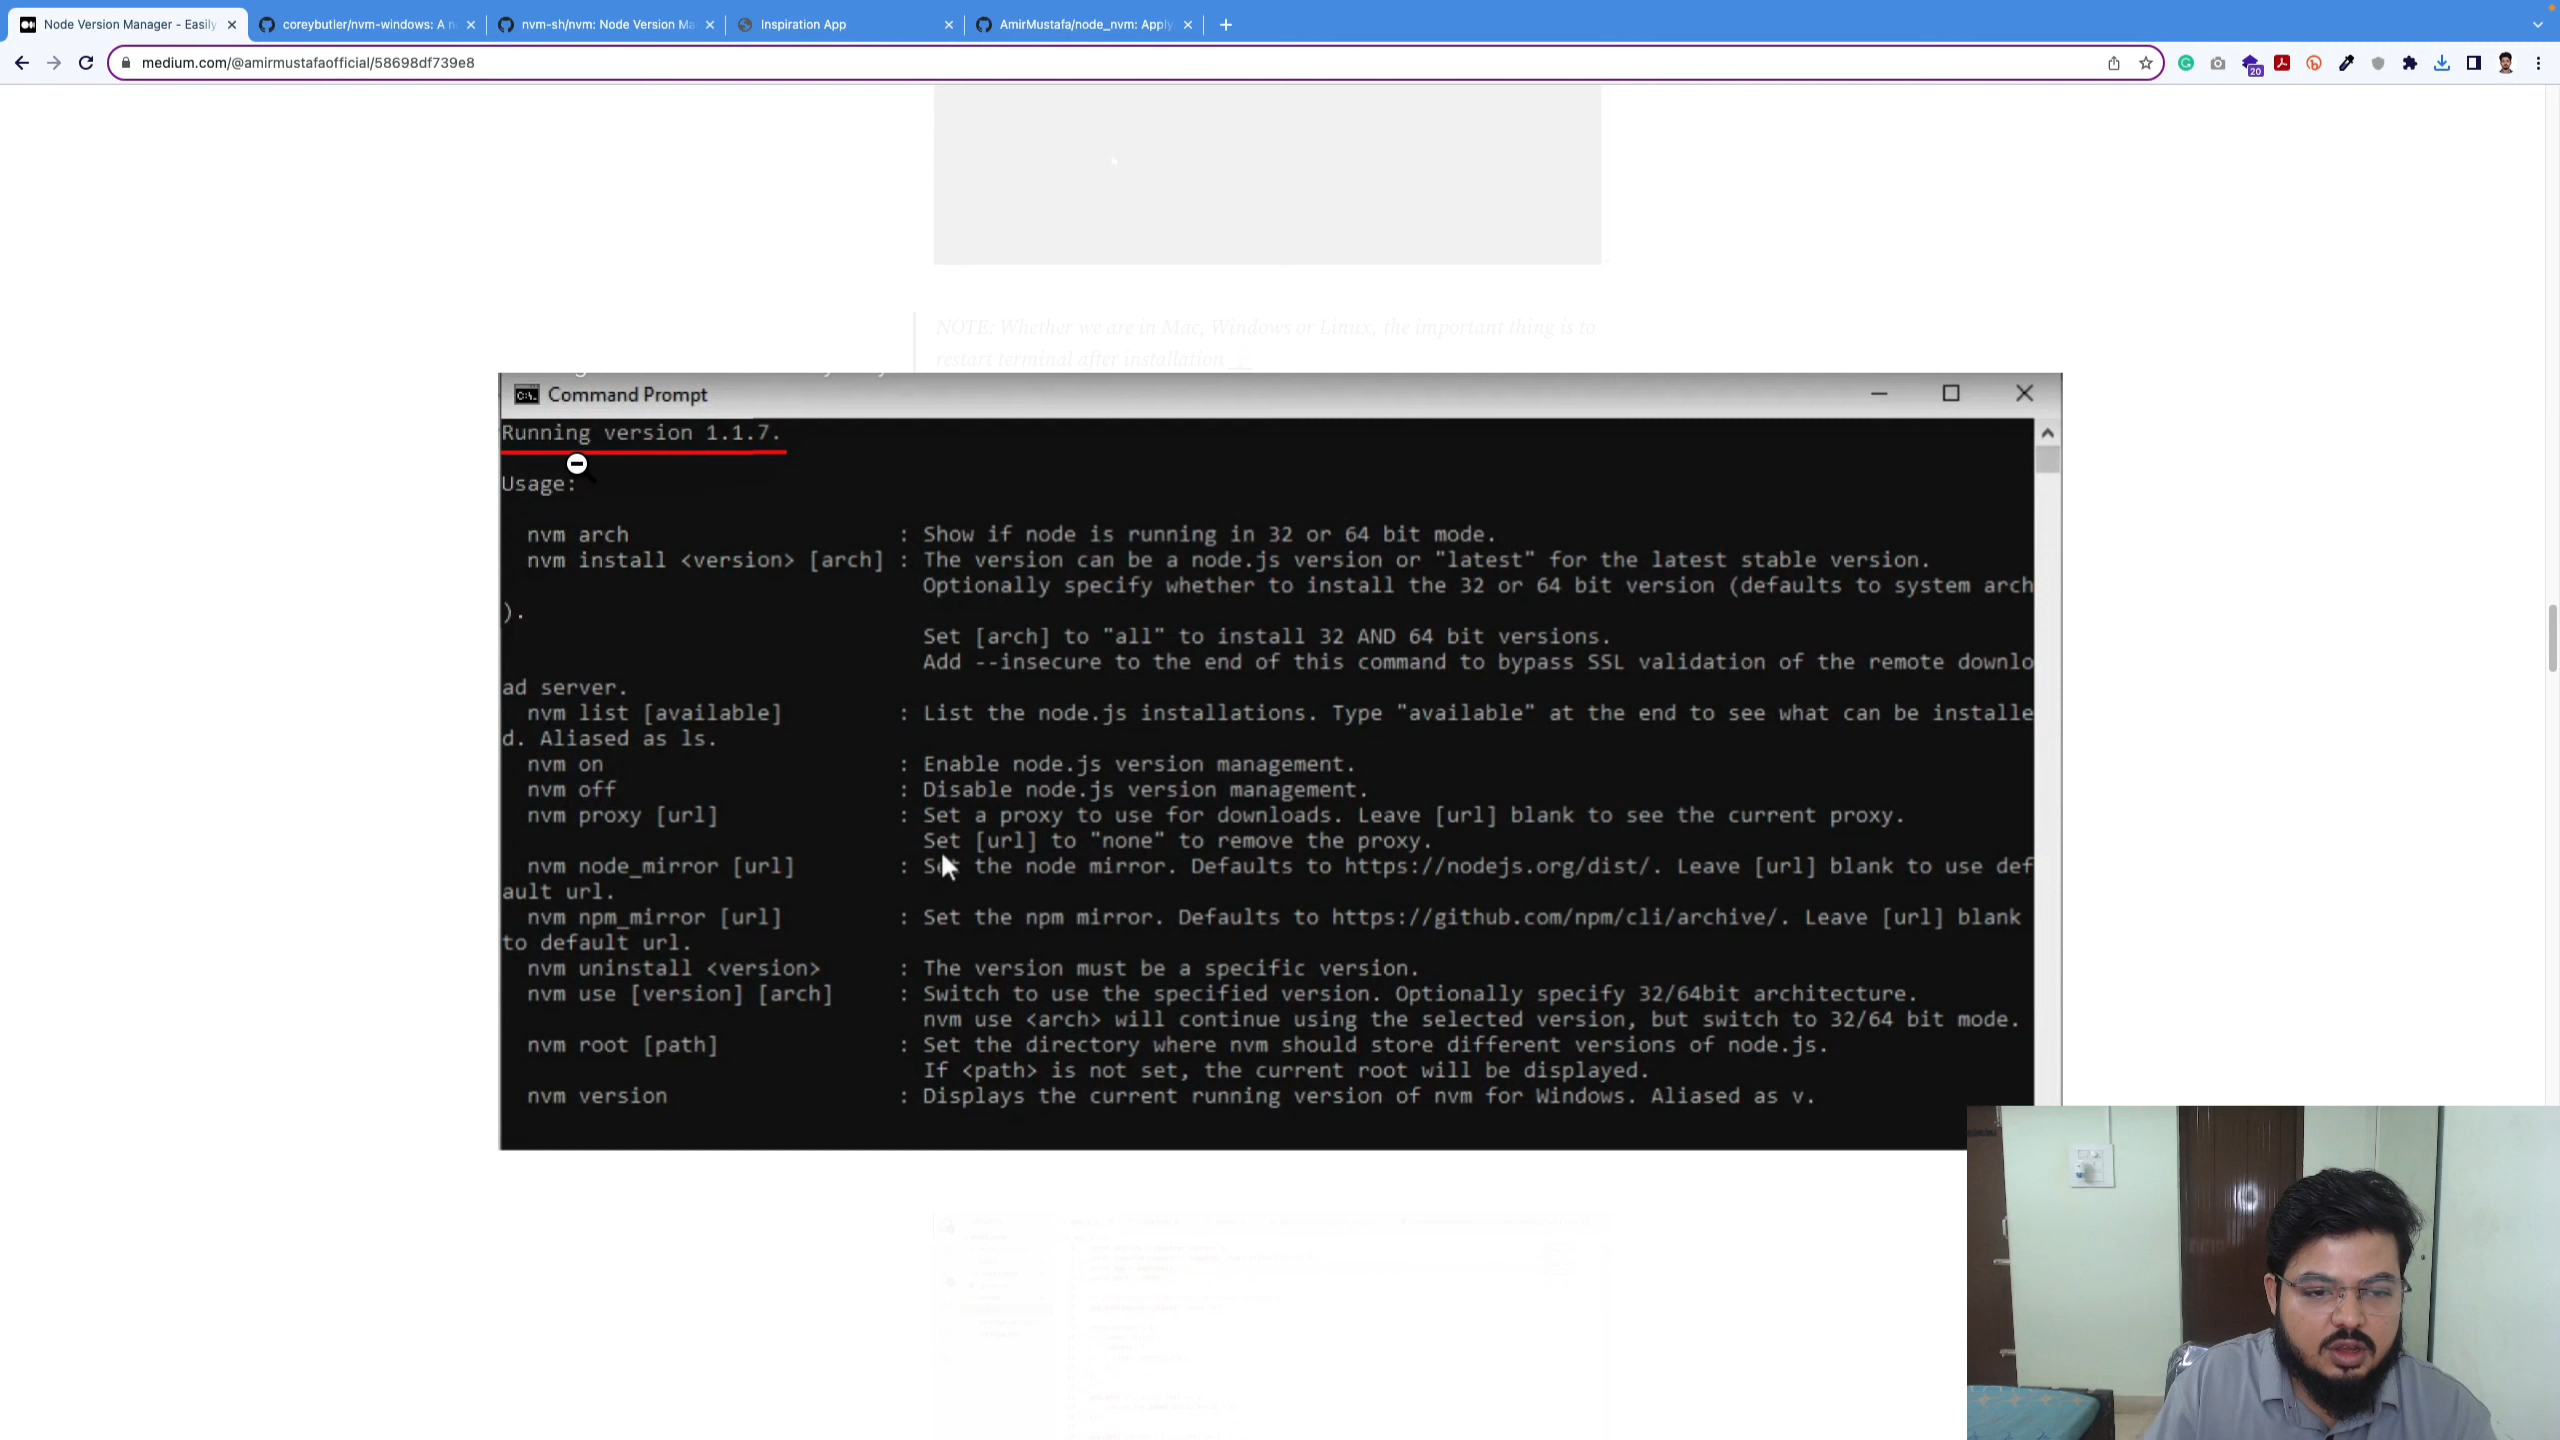 Node Version Manager - Easily
coreybutler/nvm-windows: A n
nvm-sh/nvm: Node Version Ma
Inspiration App
AmirMustafa/node_nvm: Apply
medium.com/@amirmustafaofficial/58698df739e8
20
NOTE: Whether we are in Mac, Windows or Linux, the important thing is to
restart terminal after installation
Command Prompt
Running version 1.1.7.
Usage:
nvm arch : Show if node is running in 32 or 64 bit mode.
nvm install <version> [arch] : The version can be a node.js version or "latest" for the latest stable version.
Optionally specify whether to install the 32 or 64 bit version (defaults to system arch
).
Set [arch] to "all" to install 32 AND 64 bit versions.
Add --insecure to the end of this command to bypass SSL validation of the remote downlo
ad server.
nvm list [available] : List the node.js installations. Type "available" at the end to see what can be installe
d. Aliased as ls.
nvm on : Enable node.js version management.
nvm off : Disable node.js version management.
nvm proxy [url] : Set a proxy to use for downloads. Leave [url] blank to see the current proxy.
Set [url] to "none" to remove the proxy.
nvm node_mirror [url] : Set the node mirror. Defaults to https://nodejs.org/dist/. Leave [url] blank to use def
ault url.
nvm npm_mirror [url] : Set the npm mirror. Defaults to https://github.com/npm/cli/archive/. Leave [url] blank
to default url.
nvm uninstall <version> : The version must be a specific version.
nvm use [version] [arch] : Switch to use the specified version. Optionally specify 32/64bit architecture.
nvm use <arch> will continue using the selected version, but switch to 32/64 bit mode.
nvm root [path] : Set the directory where nvm should store different versions of node.js.
If <path> is not set, the current root will be displayed.
nvm version : Displays the current running version of nvm for Windows. Aliased as v.